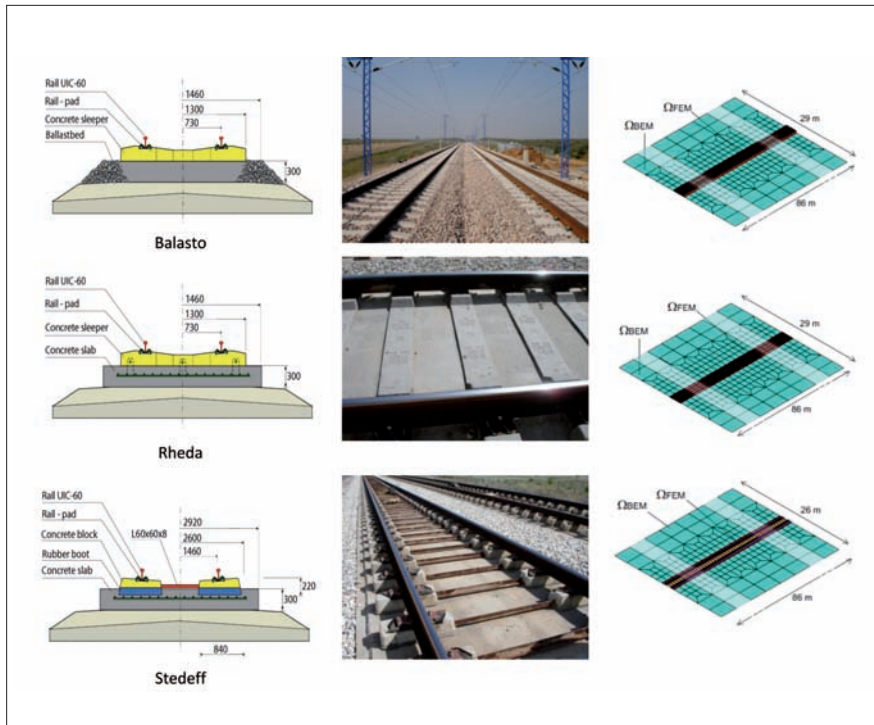 Rail UIC-60
Rail - pad
Concrete sleeper
Ballastbed
1460
1300
730
300
Balasto
ΩBEM
ΩFEM
29 m
86 m
Rail UIC-60
Rail - pad
Concrete sleeper
Concrete slab
1460
1300
730
300
Rheda
ΩBEM
ΩFEM
29 m
86 m
Rail UIC-60
Rail - pad
Concrete block
Rubber boot
Concrete slab
L60x60x8
2920
2600
1460
220
300
840
Stedeff
ΩBEM
ΩFEM
26 m
86 m